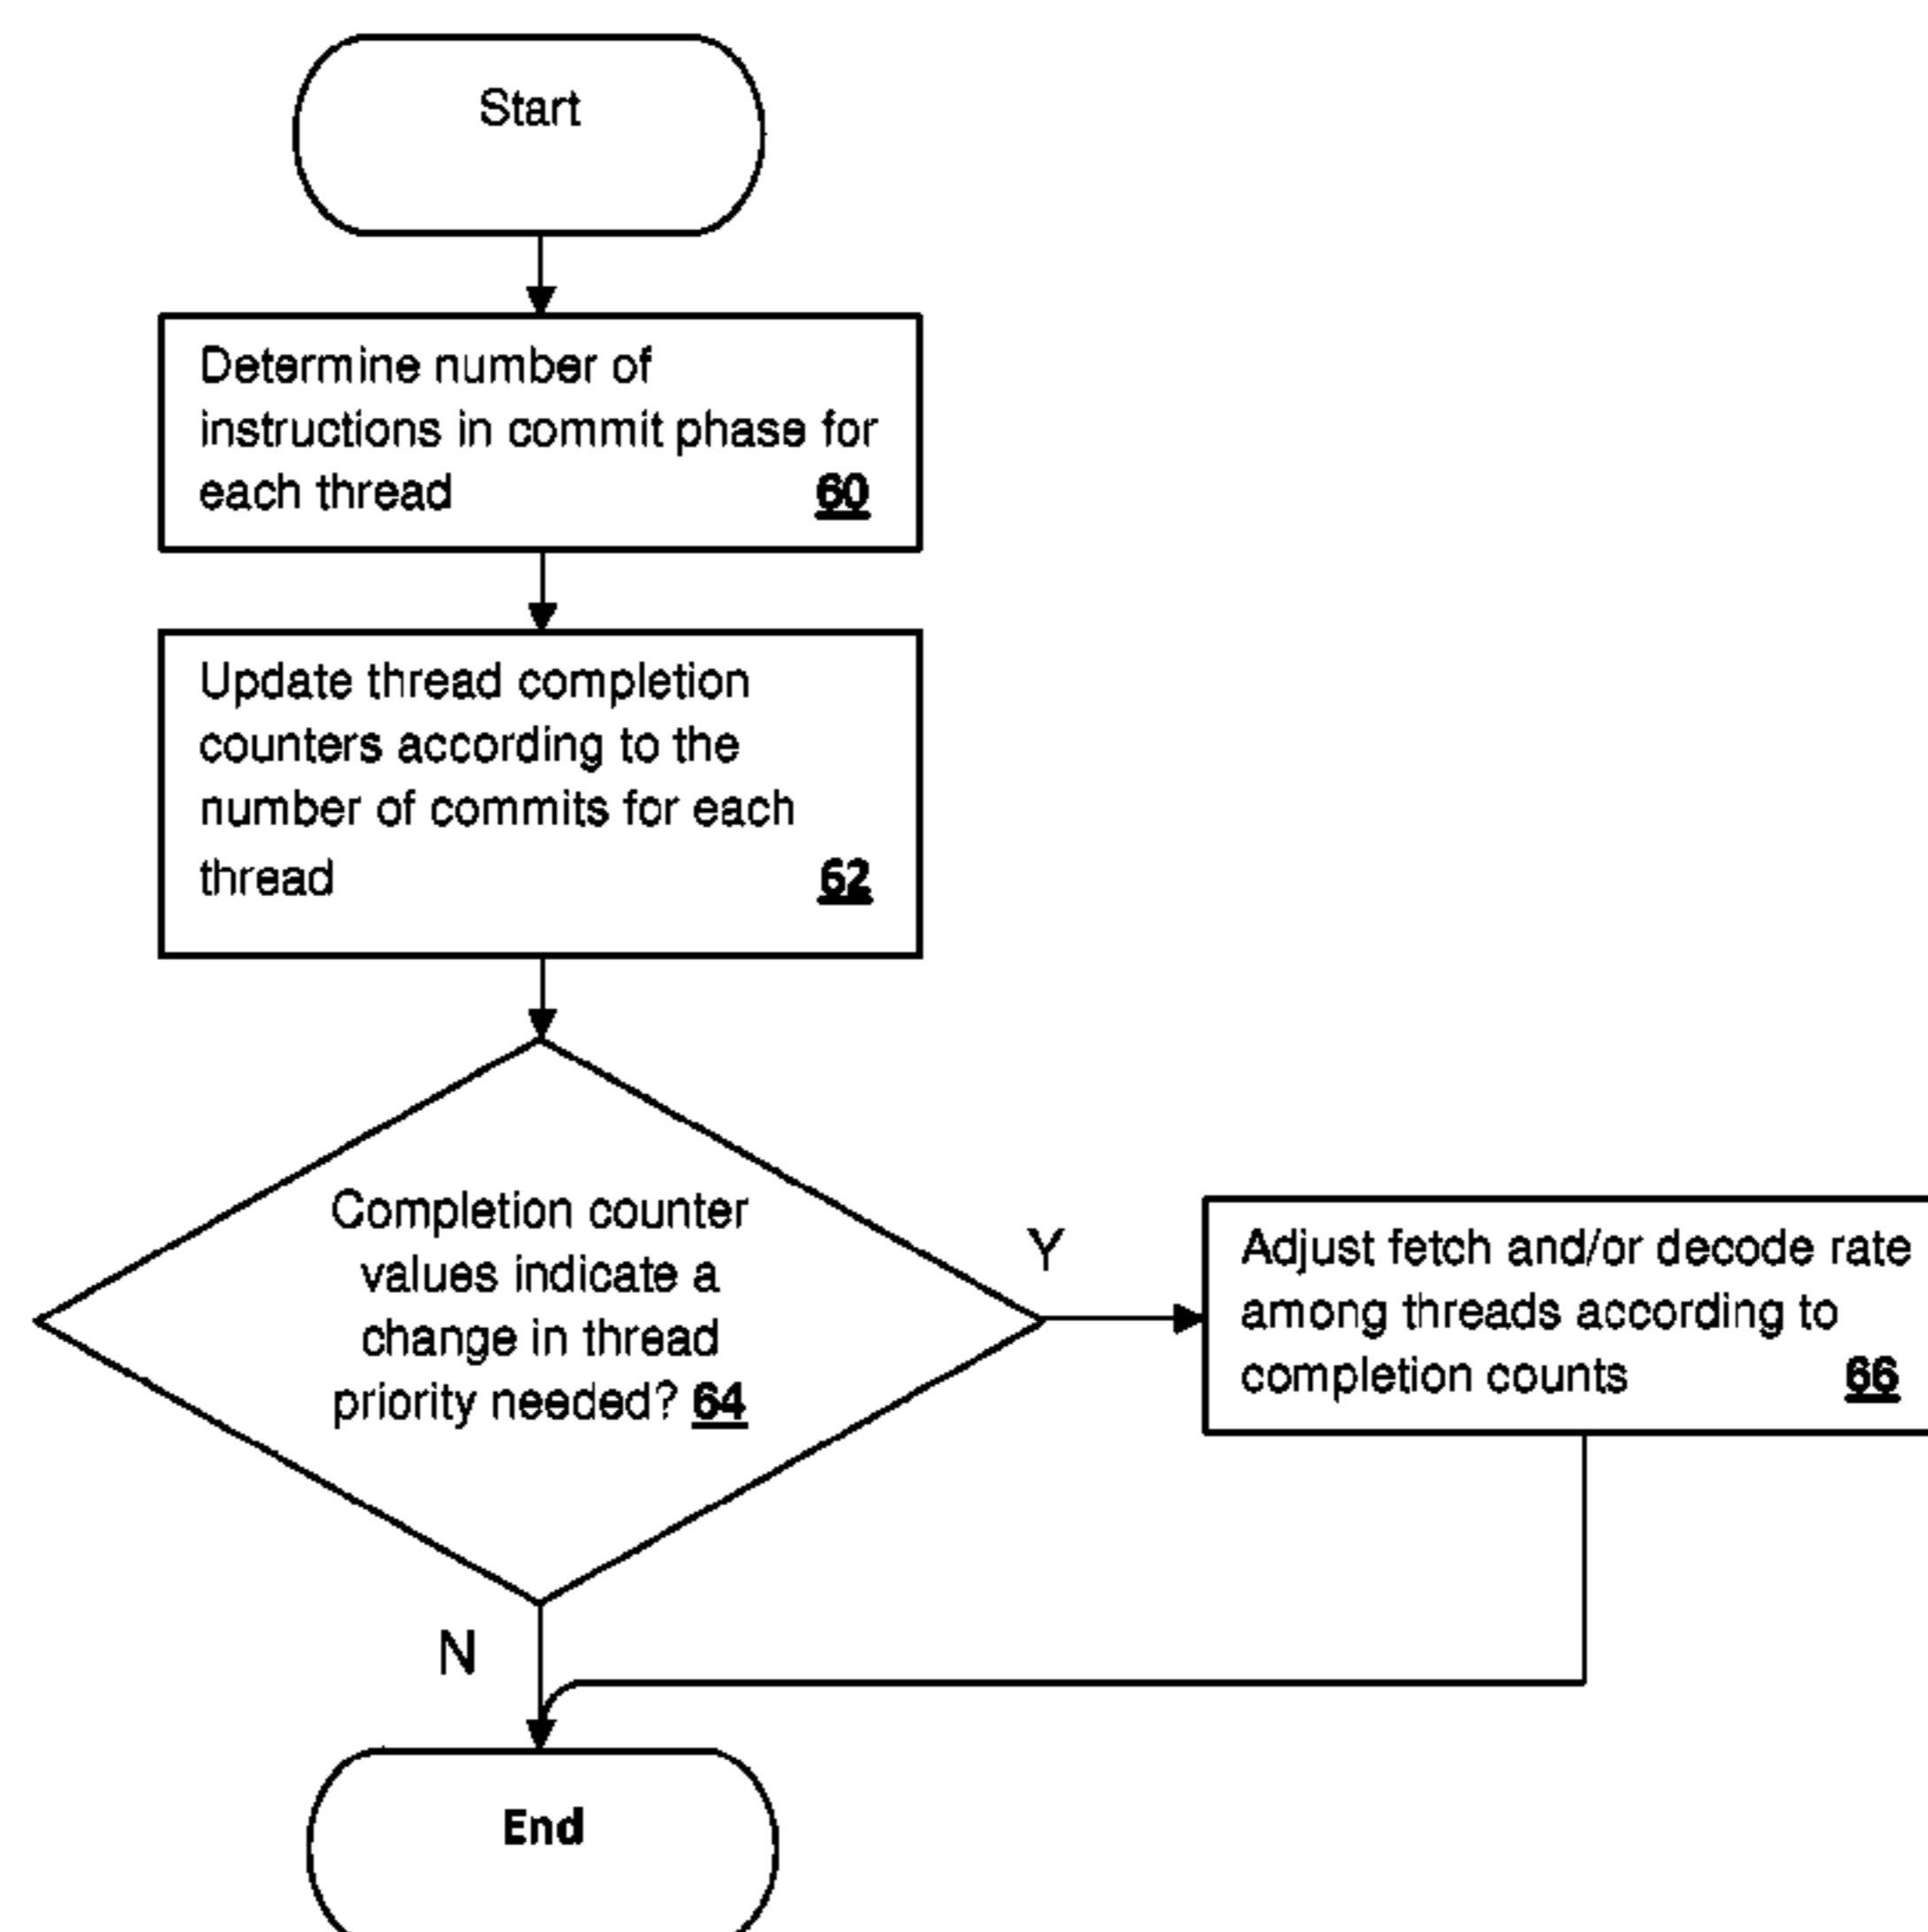 Start
Determine number of
instructions in commit phase for
each thread 60
Update thread completion
counters according to the
number of commits for each
thread 62
Completion counter
values indicate a
change in thread
priority needed? 64
Y
Adjust fetch and/or decode rate
among threads according to
completion counts 66
N
End